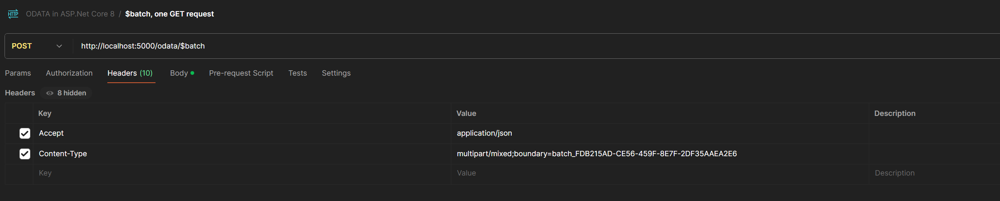 HTTP ODATA in ASP.Net Core 8 / $batch, one GET request
POST http://localhost:5000/odata/$batch
Params Authorization Headers (10) Body Pre-request Script Tests Settings
Headers 8 hidden
Key Value Description
Accept application/json
Content-Type multipart/mixed;boundary=batch_FDB215AD-CE56-459F-8E7F-2DF35AAEA2E6
Key Value Description